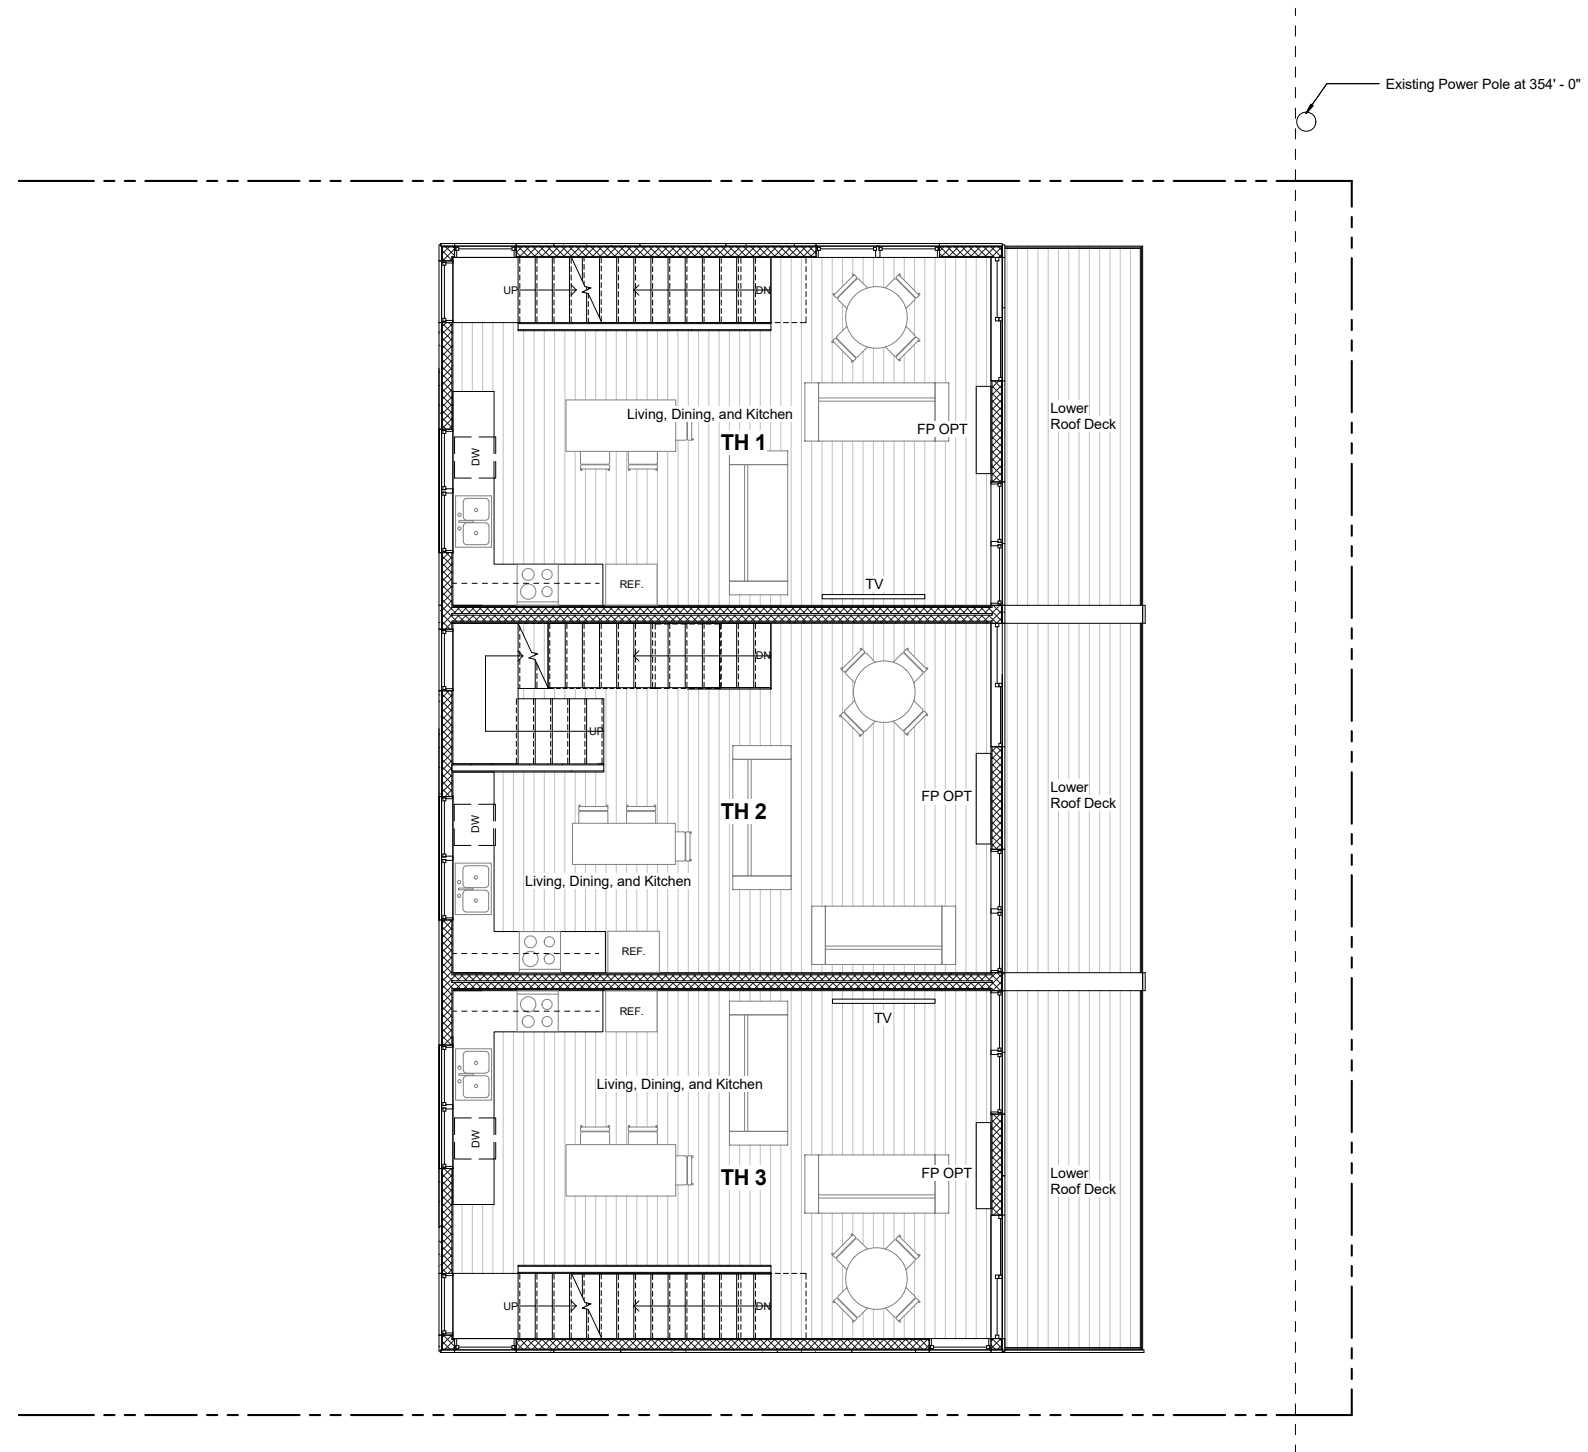 Existing Power Pole at 354' - 0"
UP
DN
Living, Dining, and Kitchen
TH 1
FP OPT
Lower
Roof Deck
DW
REF.
TV
DN
UP
DW
TH 2
FP OPT
Lower
Roof Deck
Living, Dining, and Kitchen
REF.
REF.
TV
Living, Dining, and Kitchen
DW
TH 3
FP OPT
Lower
Roof Deck
UP
DN